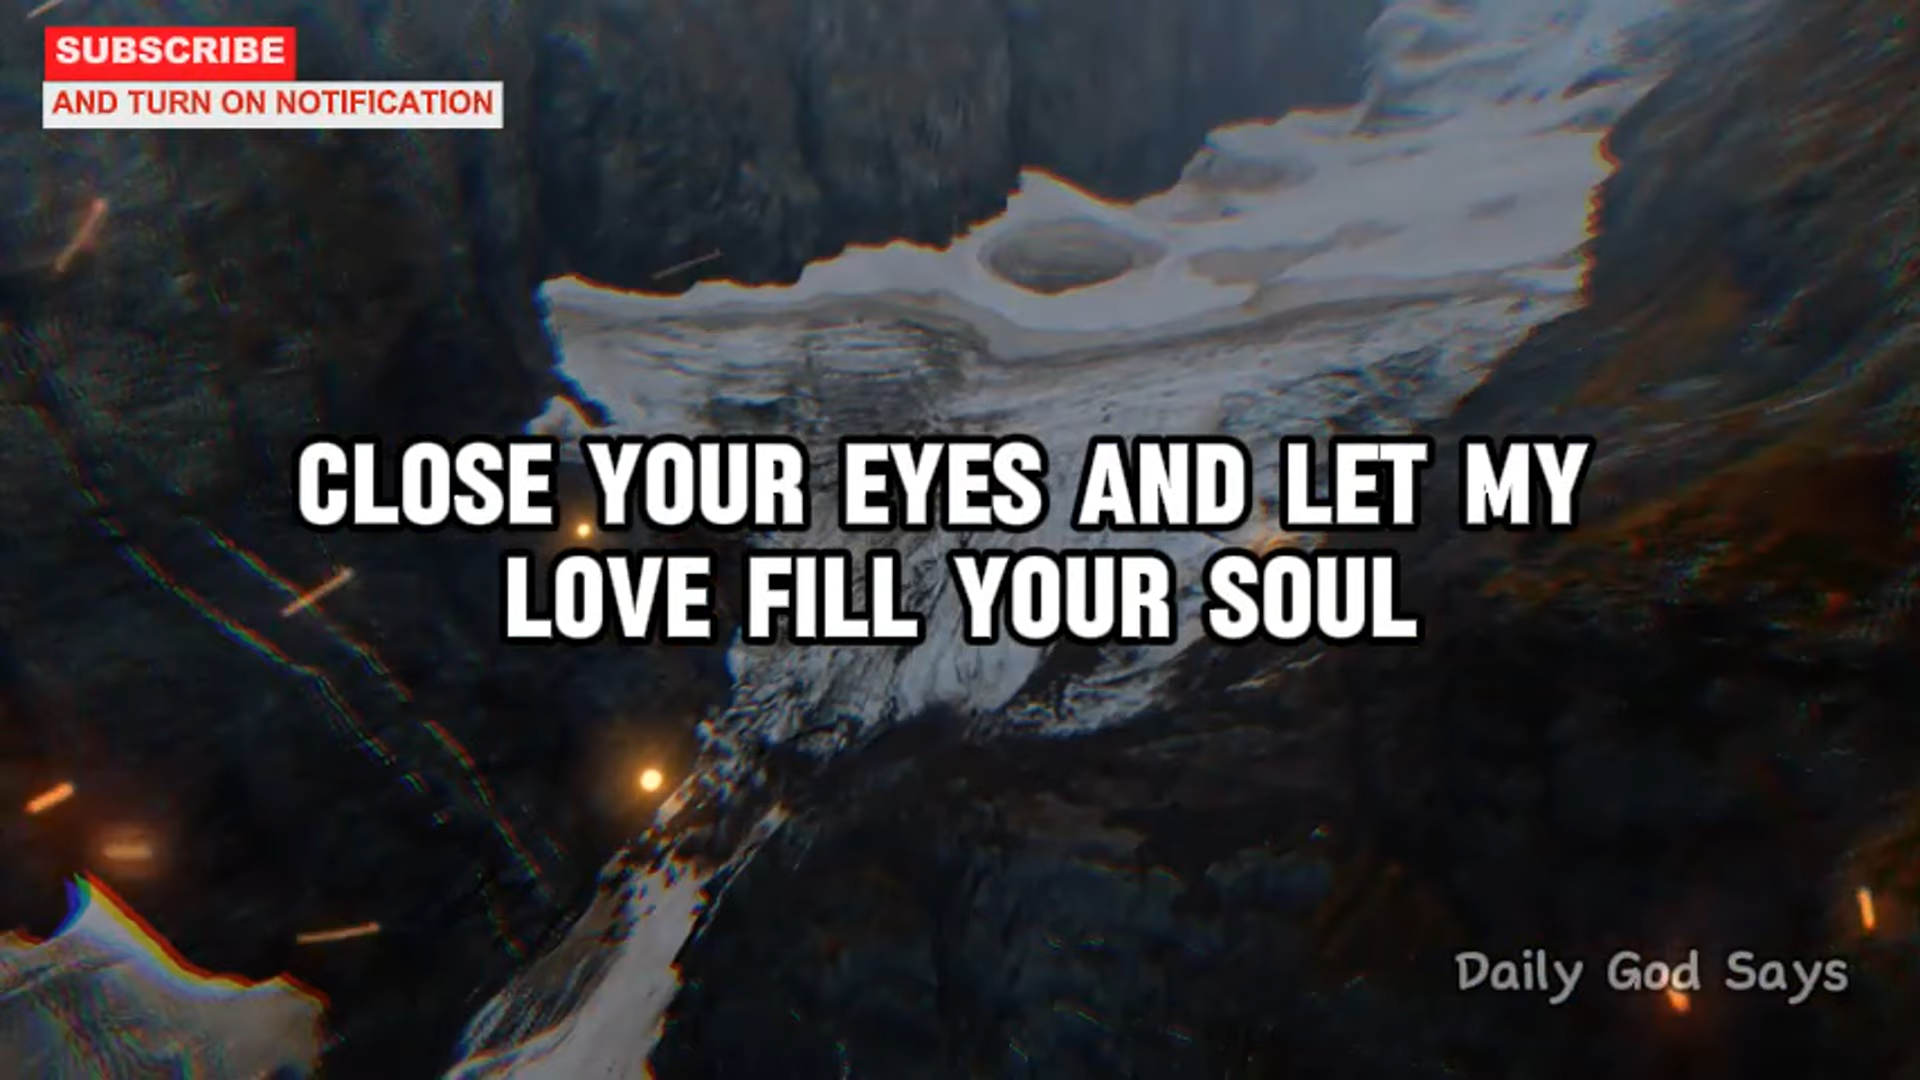 SUBSCRIBE
AND TURN ON NOTIFICATION
CLOSE YOUR EYES AND LET MY
LOVE FILL YOUR SOUL
Daily God Says